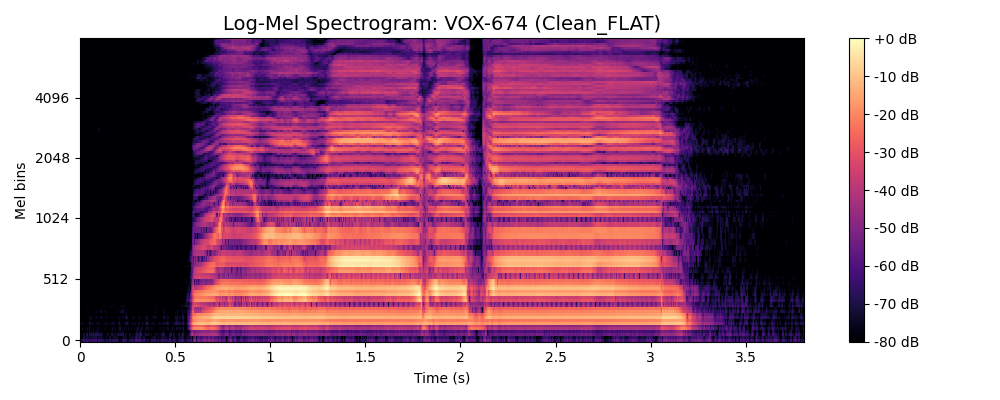 Log-Mel Spectrogram: VOX-674 (Clean_FLAT)
Mel bins
4096
2048
1024
512
0
0 0.5 1 1.5 2 2.5 3 3.5
Time (s)
+0 dB
-10 dB
-20 dB
-30 dB
-40 dB
-50 dB
-60 dB
-70 dB
-80 dB